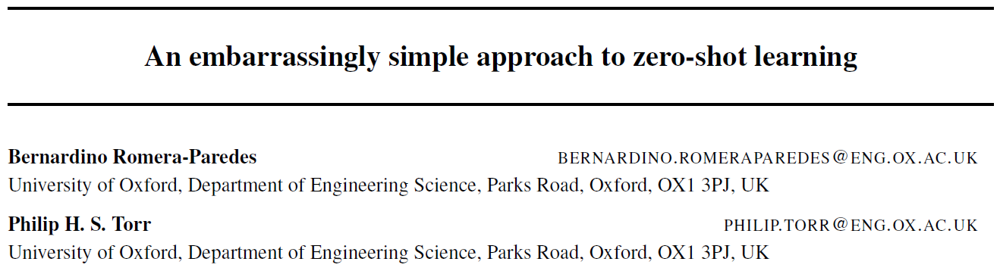 An embarrassingly simple approach to zero-shot learning
Bernardino Romera-Paredes BERNARDINO.ROMERAPAREDES@ENG.OX.AC.UK
University of Oxford, Department of Engineering Science, Parks Road, Oxford, OX1 3PJ, UK
Philip H. S. Torr PHILIP.TORR@ENG.OX.AC.UK
University of Oxford, Department of Engineering Science, Parks Road, Oxford, OX1 3PJ, UK